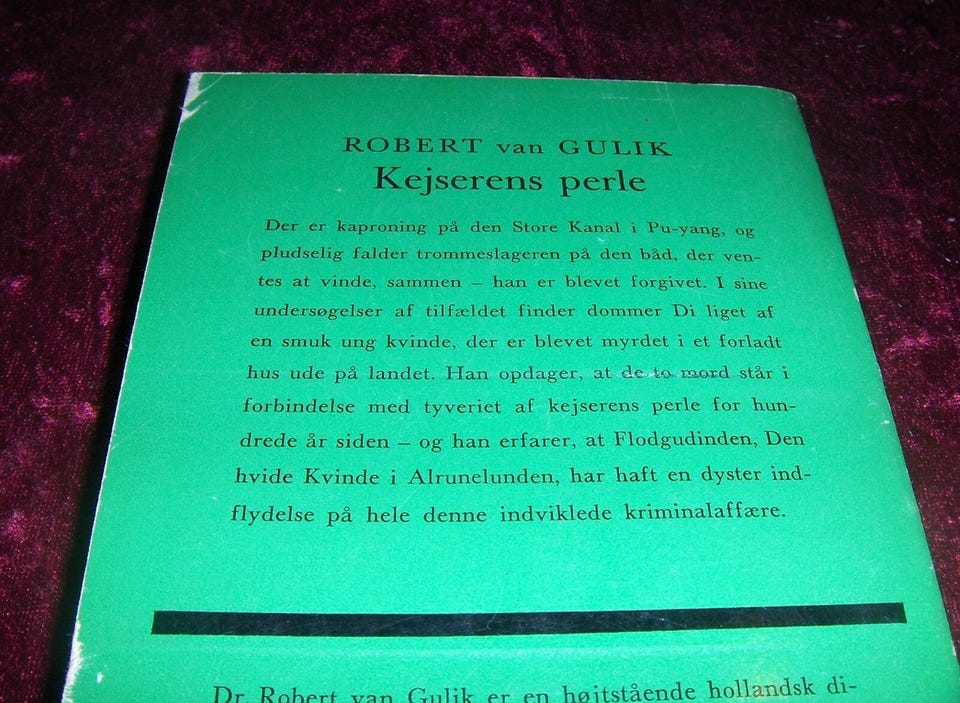 ROBERT van GULIK
Kejserens perle
Der er kaproning på den Store Kanal i Pu-yang, og
pludselig falder trommeslageren på den båd, der ven-
tes at vinde, sammen – han er blevet forgivet. I sine
undersøgelser af tilfældet finder dommer Di liget af
en smuk ung kvinde, der er blevet myrdet i et forladt
hus ude på landet. Han opdager, at de to mord står i
forbindelse med tyveriet af kejserens perle for hun-
drede år siden – og han erfarer, at Flodgudinden, Den
hvide Kvinde i Alrunelunden, har haft en dyster ind-
flydelse på hele denne indviklede kriminalaffære.
Dr. Robert van Gulik er en højtstående hollandsk di-